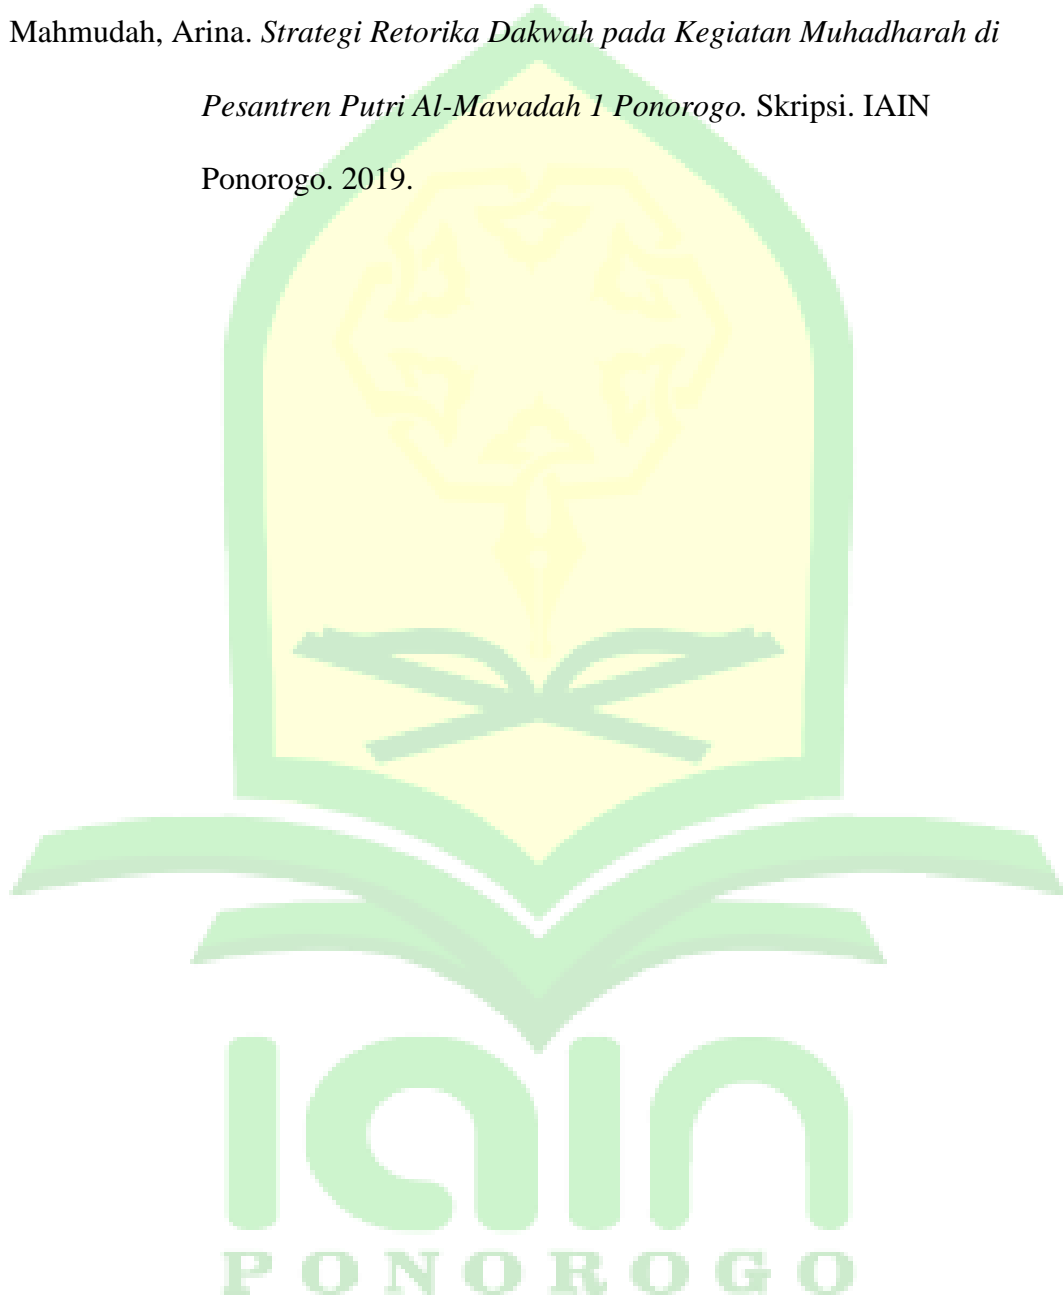 Mahmudah, Arina. Strategi Retorika Dakwah pada Kegiatan Muhadharah di
Pesantren Putri Al-Mawadah 1 Ponorogo. Skripsi. IAIN
Ponorogo. 2019.
iain
PONOROGO